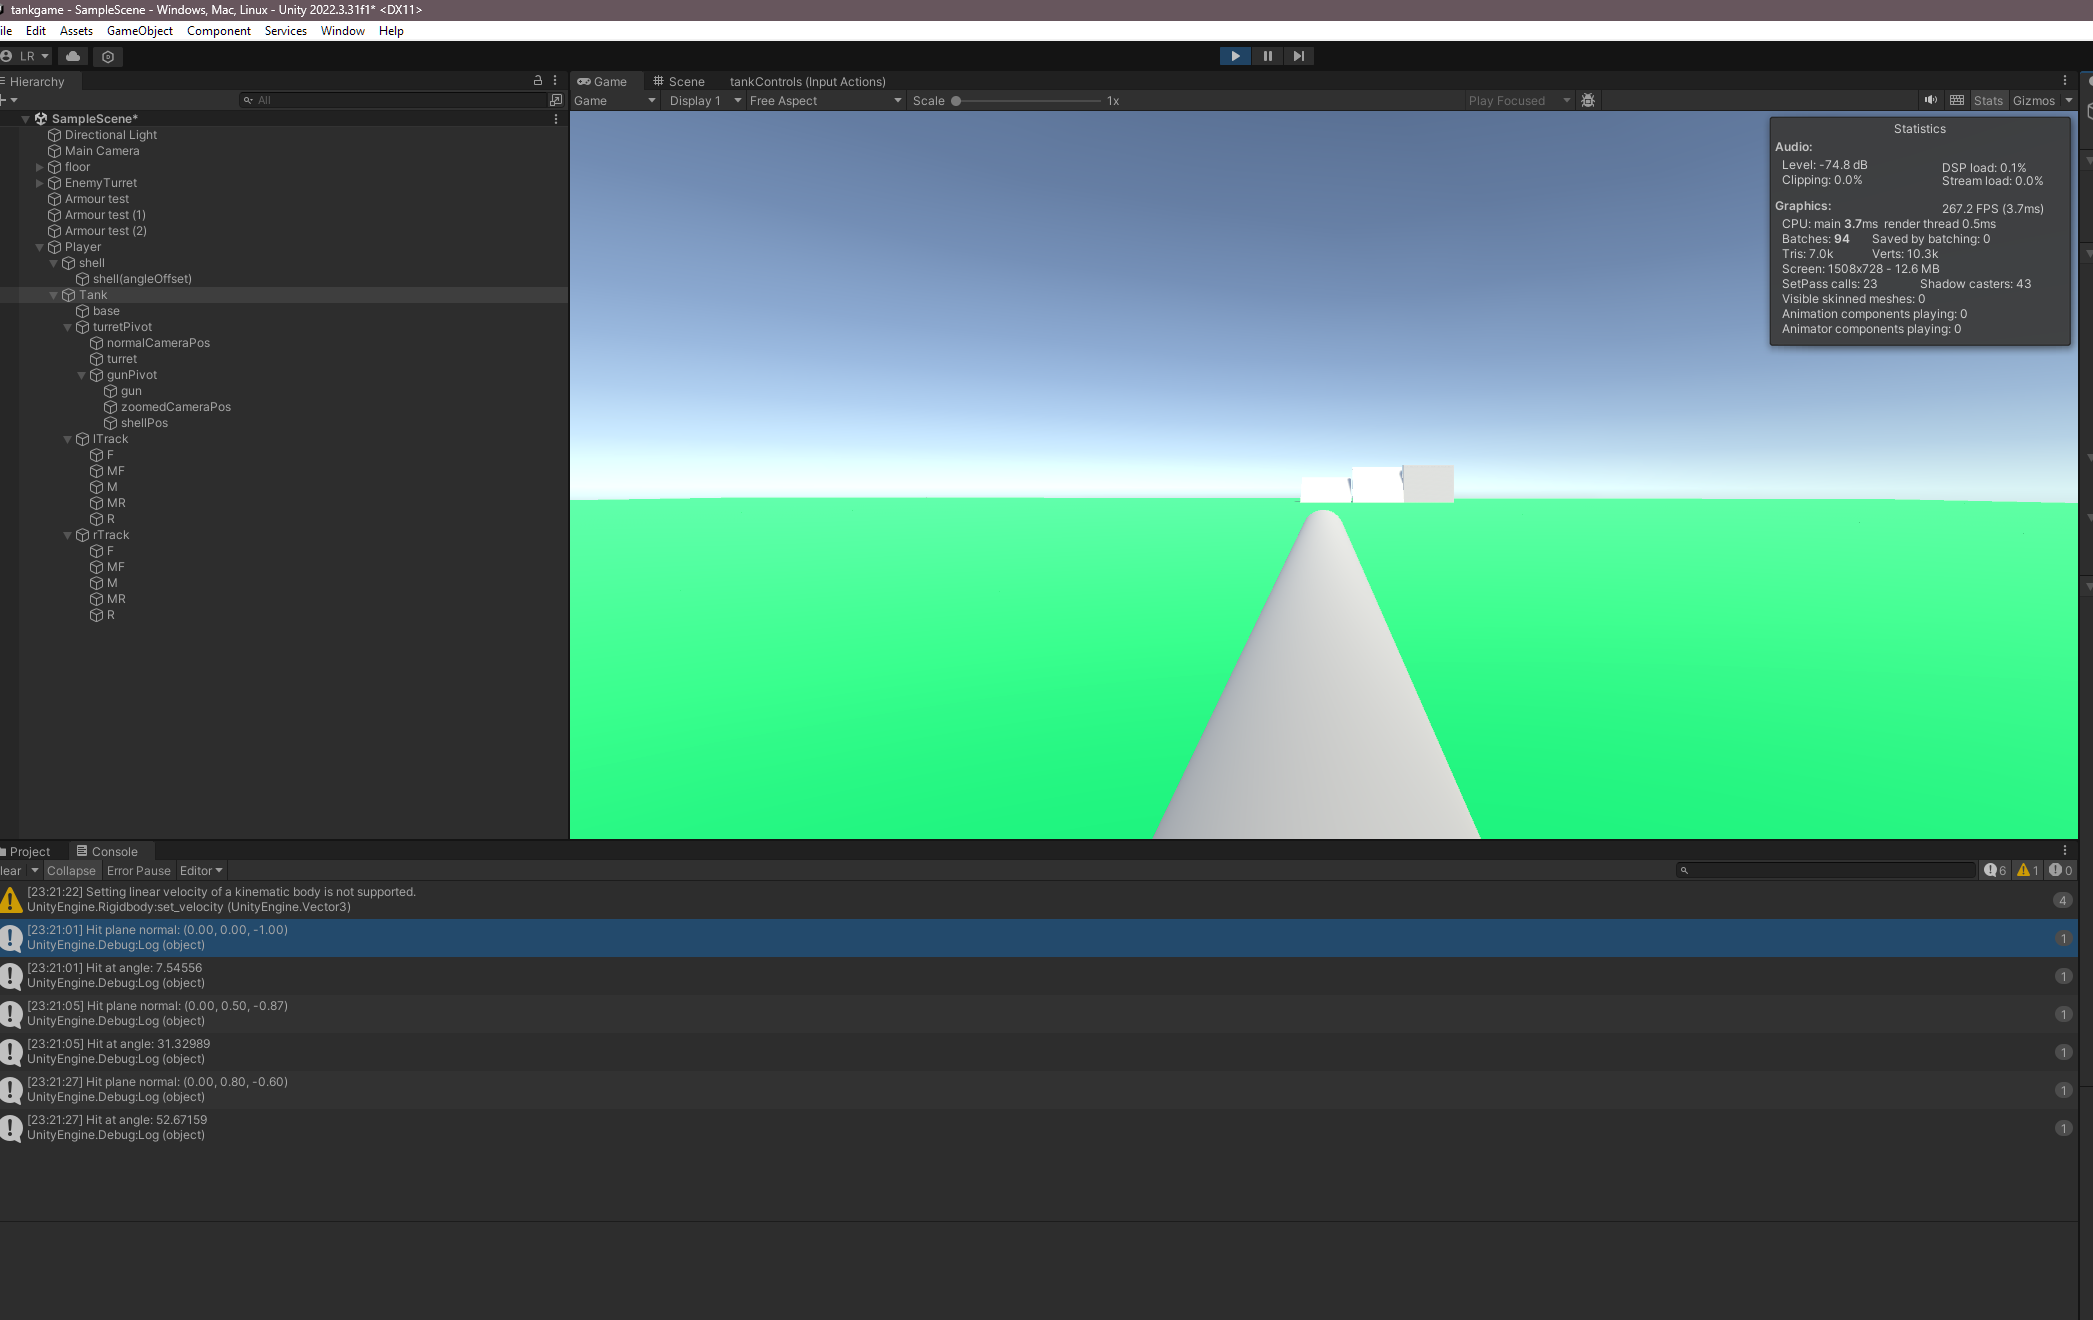 tankgame - SampleScene - Windows, Mac, Linux - Unity 2022.3.31f1* <DX11>
ile Edit Assets GameObject Component Services Window Help
LR
Hierarchy
All
SampleScene*
Directional Light
Main Camera
floor
EnemyTurret
Armour test
Armour test (1)
Armour test (2)
Player
shell
shell(angleOffset)
Tank
base
turretPivot
normalCameraPos
turret
gunPivot
gun
zoomedCameraPos
shellPos
lTrack
F
MF
M
MR
R
rTrack
F
MF
M
MR
R
Game Scene tankControls (Input Actions)
Game Display 1 Free Aspect Scale 1x Play Focused Stats Gizmos
Statistics
Audio:
Level: -74.8 dB DSP load: 0.1%
Clipping: 0.0% Stream load: 0.0%
Graphics: 267.2 FPS (3.7ms)
CPU: main 3.7ms render thread 0.5ms
Batches: 94 Saved by batching: 0
Tris: 7.0k Verts: 10.3k
Screen: 1508x728 - 12.6 MB
SetPass calls: 23 Shadow casters: 43
Visible skinned meshes: 0
Animation components playing: 0
Animator components playing: 0
Project Console
lear Collapse Error Pause Editor 6 1 0
[23:21:22] Setting linear velocity of a kinematic body is not supported.
UnityEngine.Rigidbody:set_velocity (UnityEngine.Vector3)
4
[23:21:01] Hit plane normal: (0.00, 0.00, -1.00)
UnityEngine.Debug:Log (object)
1
[23:21:01] Hit at angle: 7.54556
UnityEngine.Debug:Log (object)
1
[23:21:05] Hit plane normal: (0.00, 0.50, -0.87)
UnityEngine.Debug:Log (object)
1
[23:21:05] Hit at angle: 31.32989
UnityEngine.Debug:Log (object)
1
[23:21:27] Hit plane normal: (0.00, 0.80, -0.60)
UnityEngine.Debug:Log (object)
1
[23:21:27] Hit at angle: 52.67159
UnityEngine.Debug:Log (object)
1